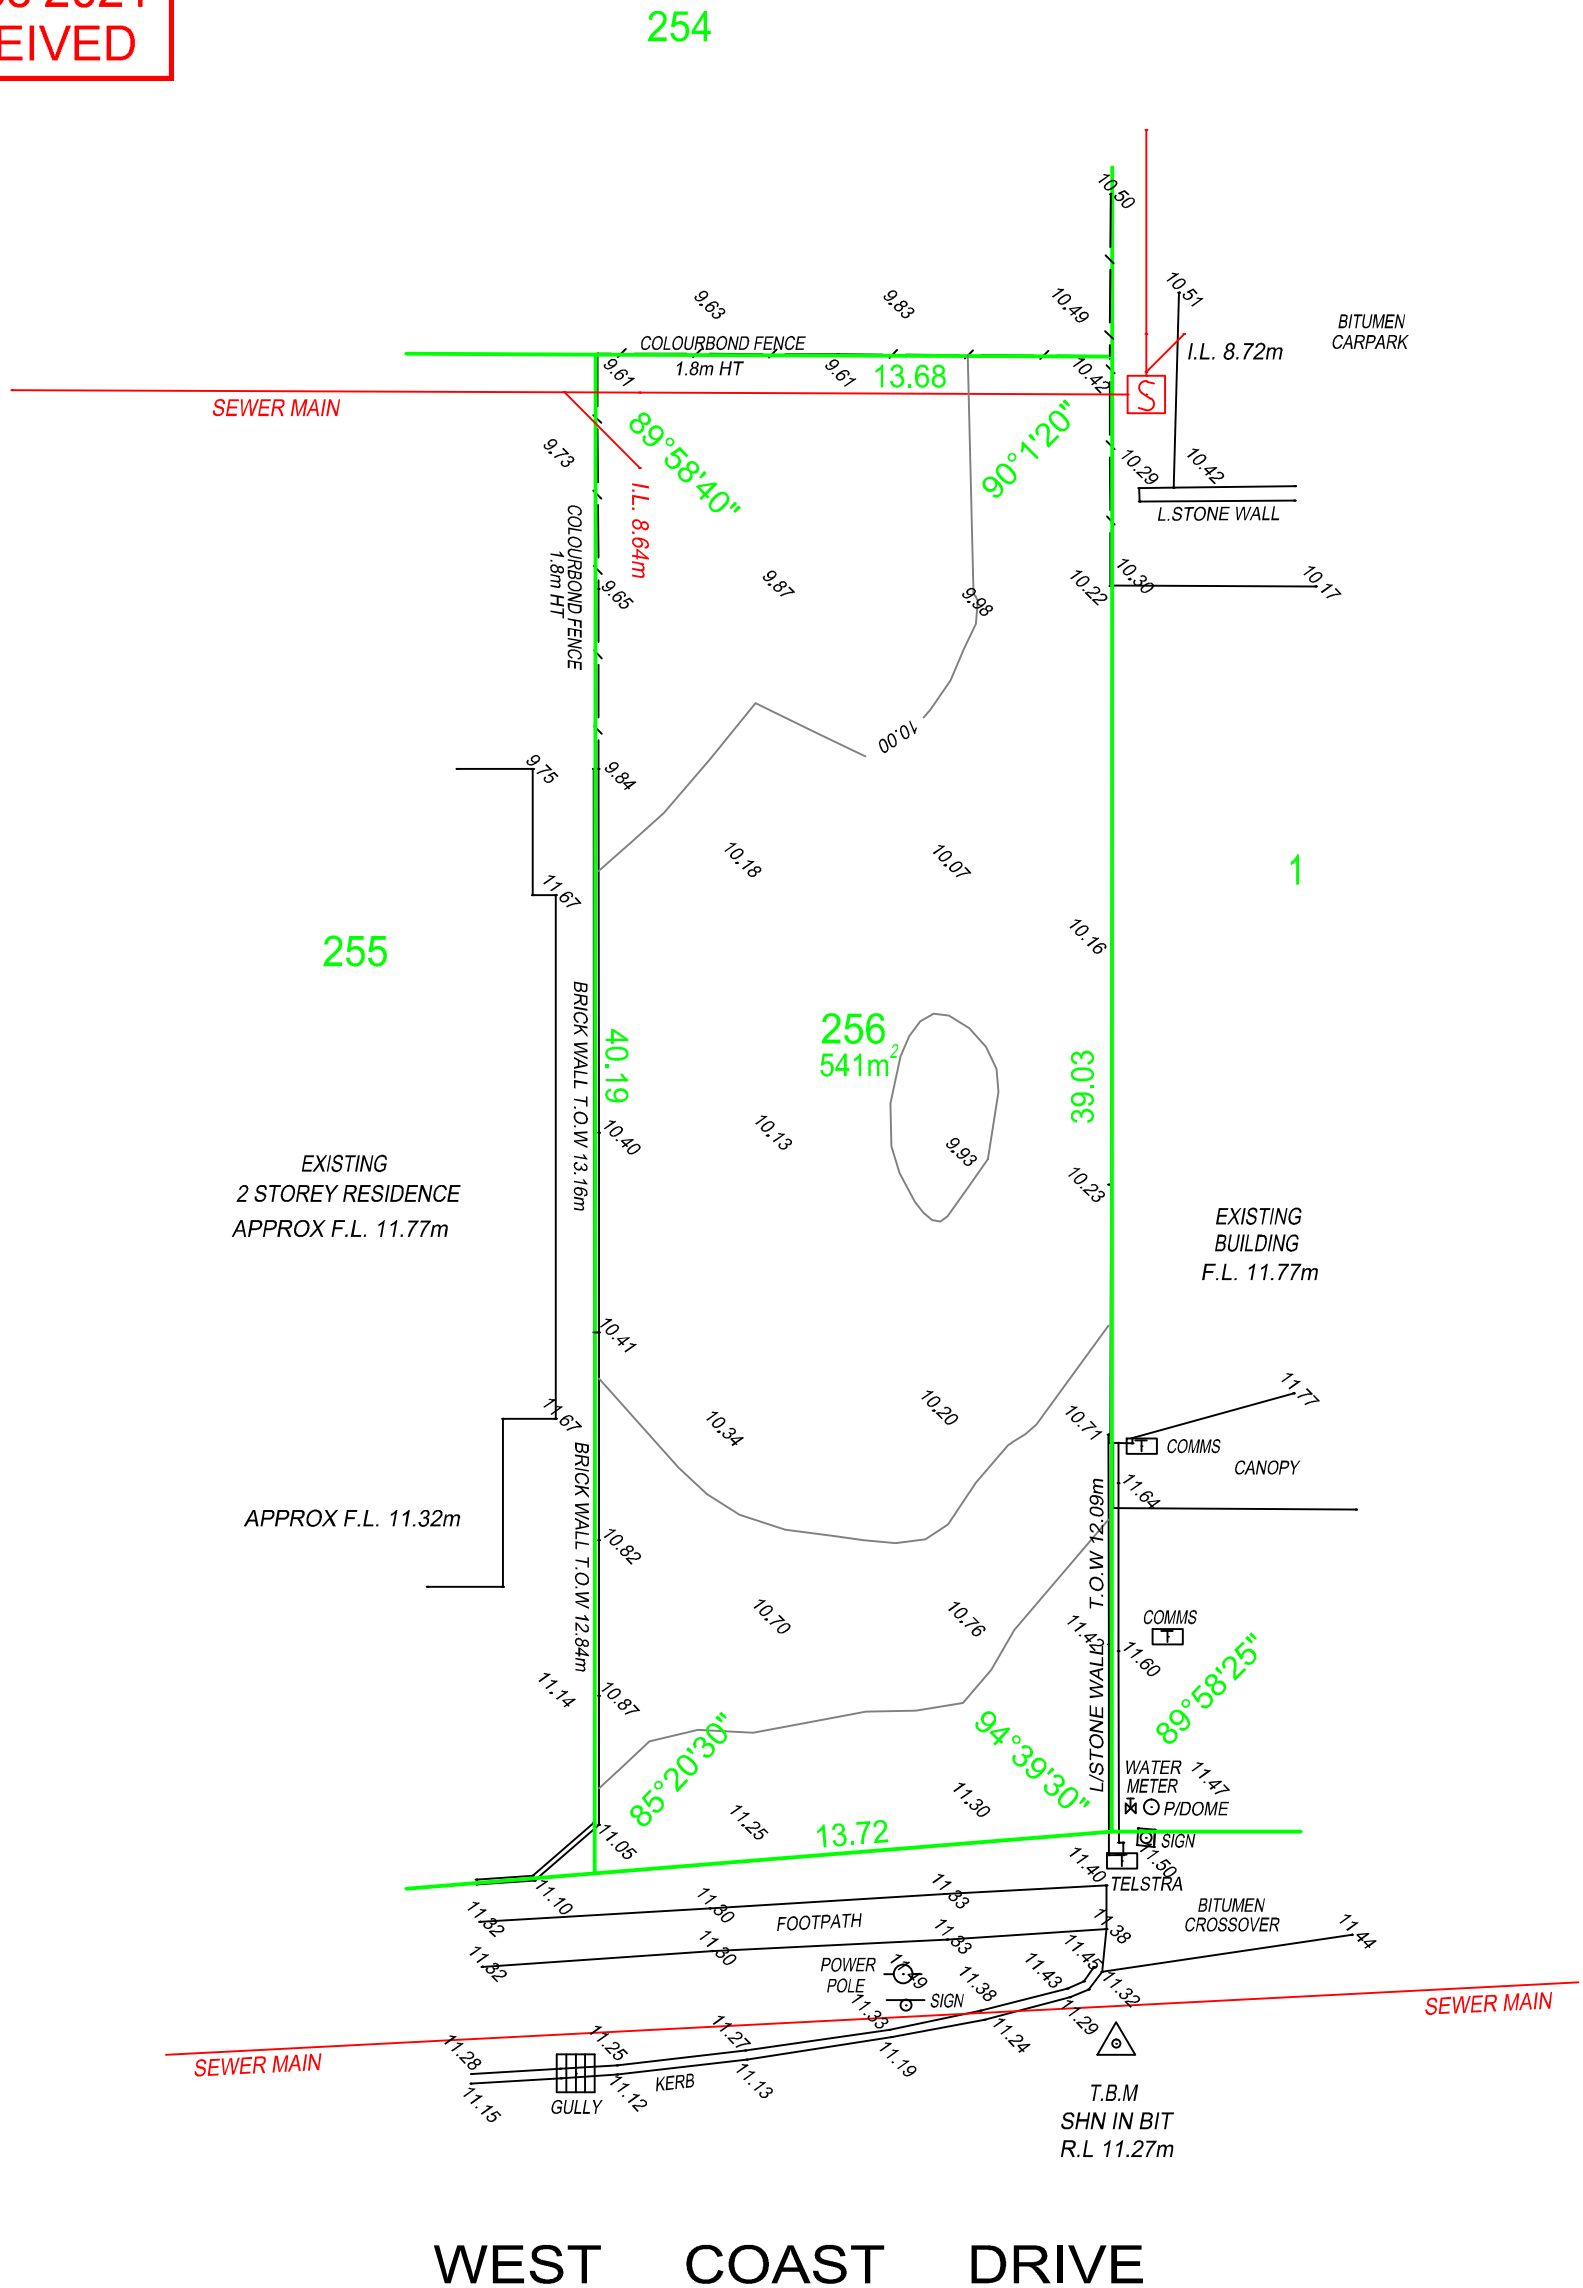 2021
EIVED
254
10.50
9.63
9.83
10.49
10.51
BITUMEN
CARPARK
COLOURBOND FENCE
1.8m HT
I.L. 8.72m
9.61
9.61
13.68
10.42
S
SEWER MAIN
89°58'40"
90°1'20"
9.73
10.29
10.42
I.L. 8.64m
L.STONE WALL
COLOURBOND FENCE
1.8m HT
9.65
9.87
9.98
10.22
10.30
10.17
10.00
9.75
9.84
10.18
10.07
1
11.67
10.16
255
BRICK WALL T.O.W 13.16m
40.19
256
541m²
39.03
10.40
10.13
9.93
10.23
EXISTING
2 STOREY RESIDENCE
APPROX F.L. 11.77m
EXISTING
BUILDING
F.L. 11.77m
10.41
11.67
10.34
10.20
10.71
11.77
T
COMMS
CANOPY
APPROX F.L. 11.32m
BRICK WALL T.O.W 12.84m
11.64
10.82
L/STONE WALL T.O.W 12.09m
10.70
10.76
11.42
COMMS
T
11.60
89°58'25"
11.14
10.87
85°20'30"
94°39'30"
WATER
METER
11.47
P/DOME
11.25
11.30
13.72
SIGN
11.05
11.40
T
11.50
TELSTRA
11.10
11.32
11.30
11.33
FOOTPATH
BITUMEN
CROSSOVER
11.38
11.44
11.32
11.30
11.33
POWER
POLE
11.49
11.43
11.45
11.38
11.32
SIGN
SEWER MAIN
11.33
11.29
11.28
11.25
11.27
11.24
SEWER MAIN
11.19
KERB
11.15
GULLY
11.12
11.13
T.B.M
SHN IN BIT
R.L 11.27m
WEST COAST DRIVE